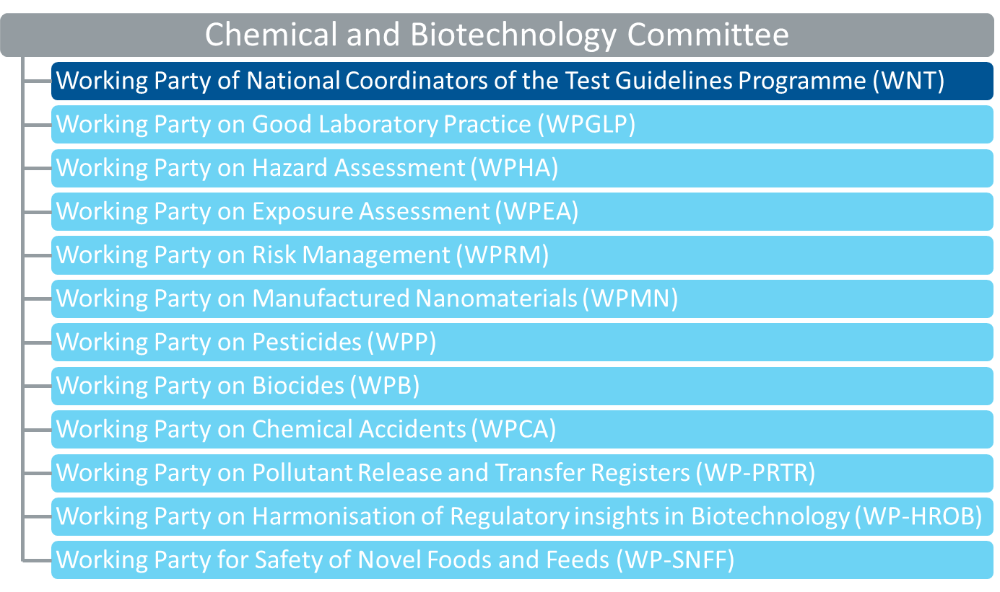 Chemical and Biotechnology Committee
Working Party of National Coordinators of the Test Guidelines Programme (WNT)
Working Party on Good Laboratory Practice (WPGLP)
Working Party on Hazard Assessment (WPHA)
Working Party on Exposure Assessment (WPEA)
Working Party on Risk Management (WPRM)
Working Party on Manufactured Nanomaterials (WPMN)
Working Party on Pesticides (WPP)
Working Party on Biocides (WPB)
Working Party on Chemical Accidents (WPCA)
Working Party on Pollutant Release and Transfer Registers (WP-PRTR)
Working Party on Harmonisation of Regulatory insights in Biotechnology (WP-HROB)
Working Party for Safety of Novel Foods and Feeds (WP-SNFF)